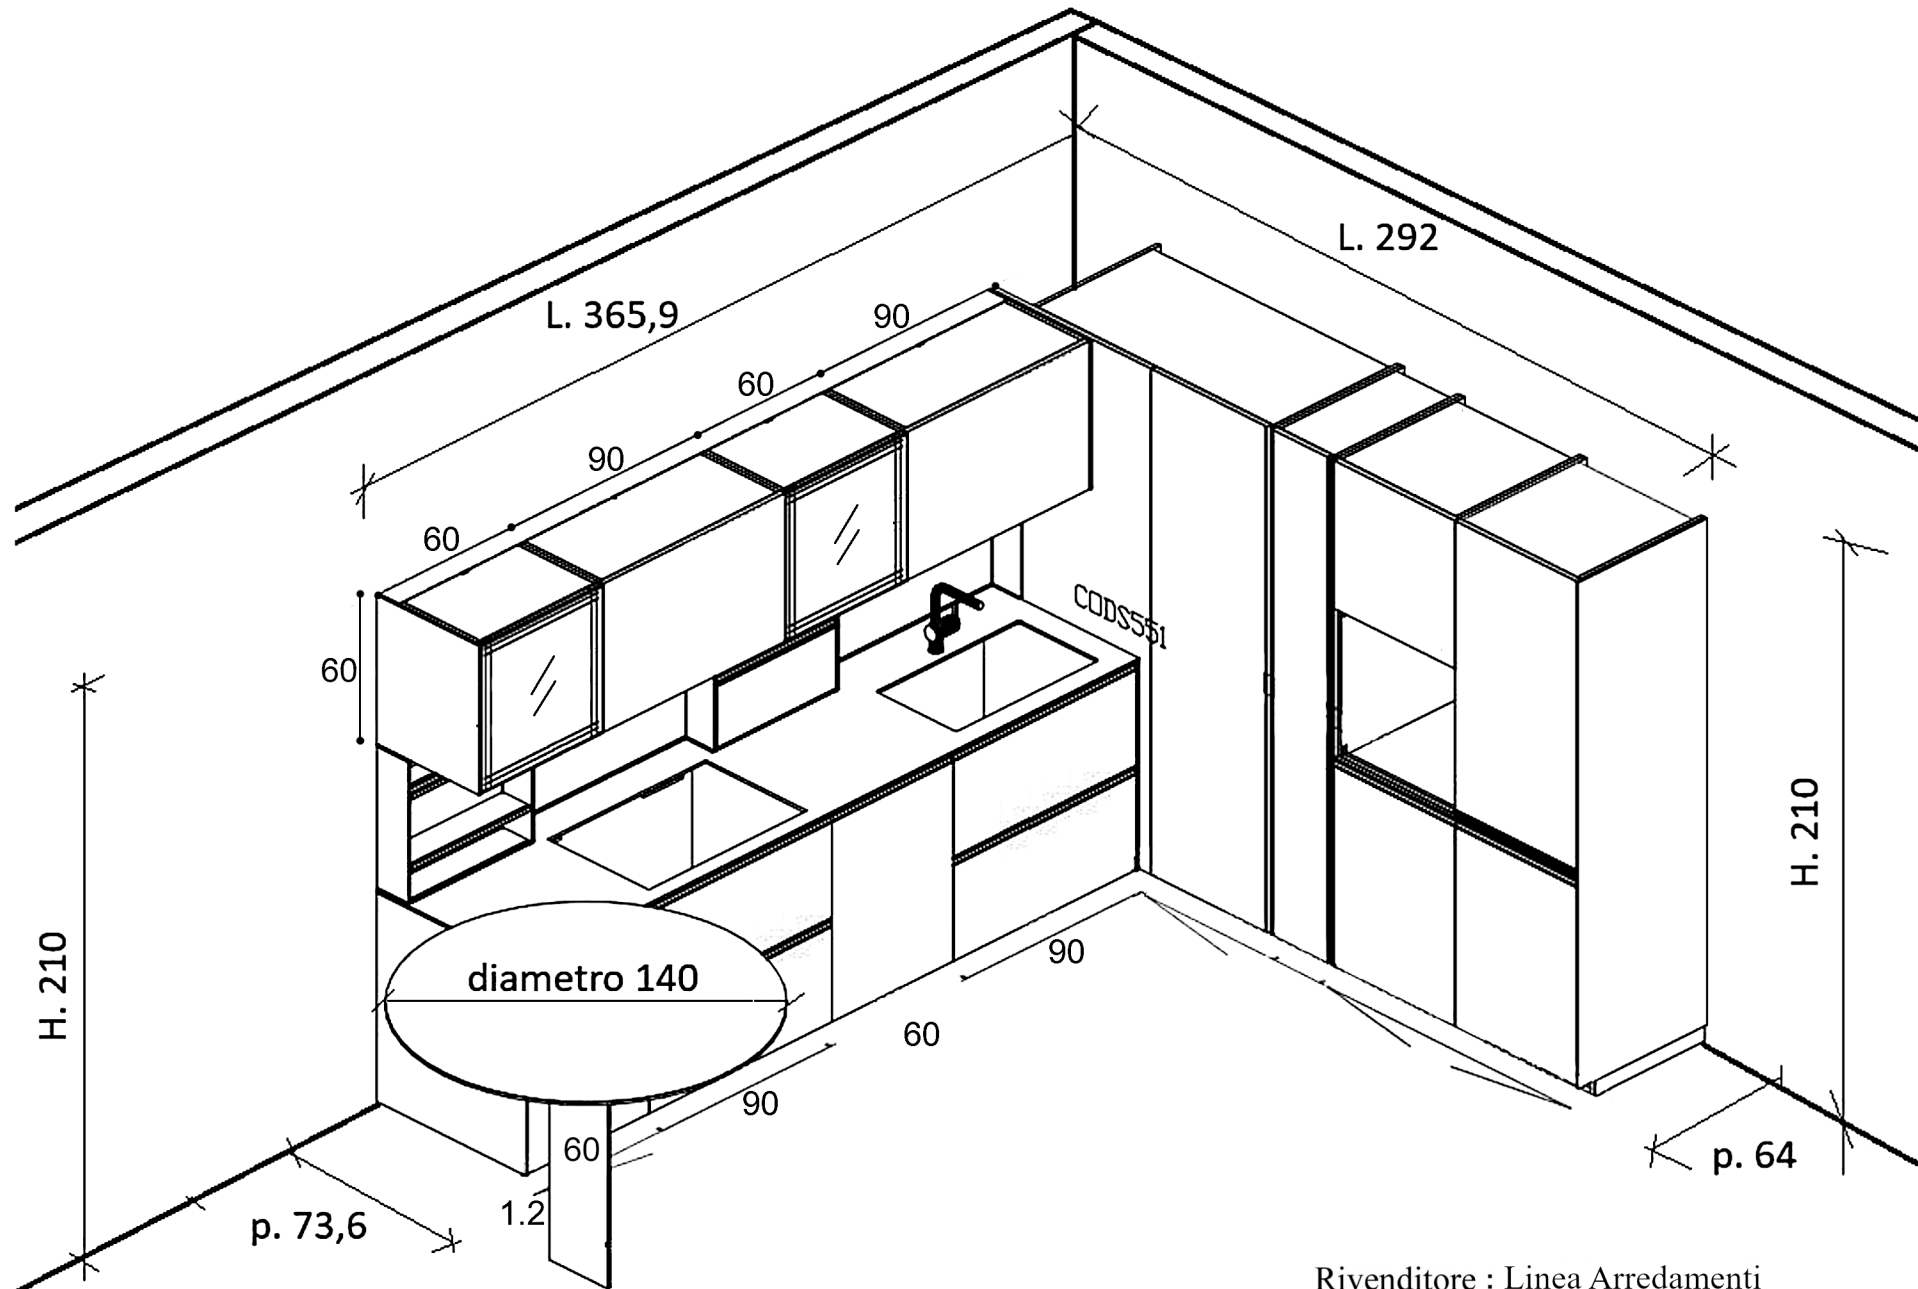 L. 292
L. 365,9
90
60
90
60
60
CODS551
H. 210
H. 210
diametro 140
90
60
90
60
1.2
p. 64
p. 73,6
Rivenditore : Linea Arredamenti